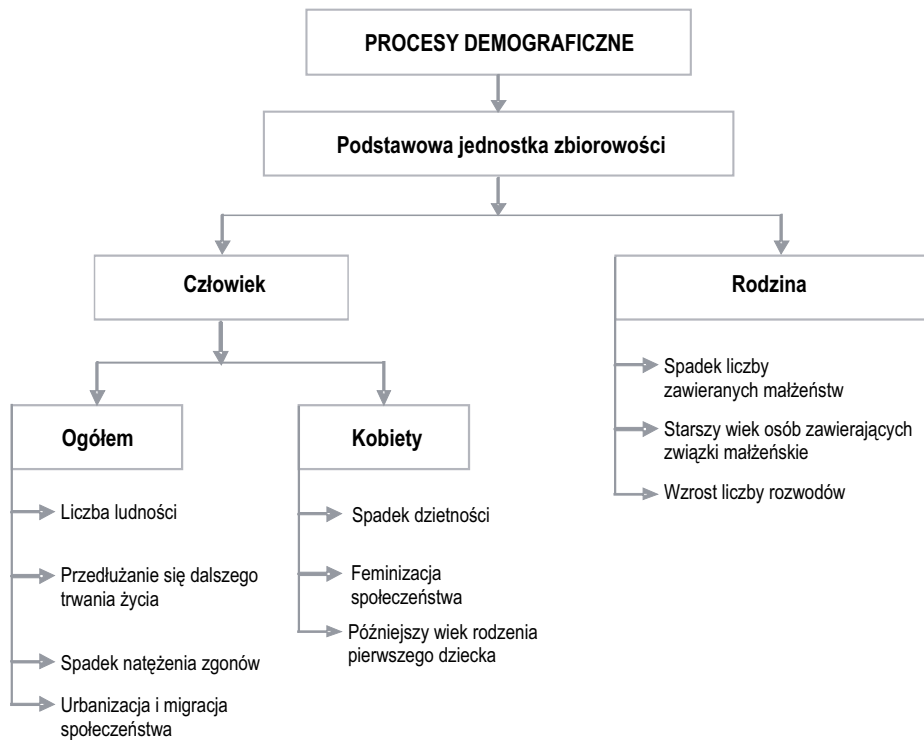 PROCESY DEMOGRAFICZNE
Podstawowa jednostka zbiorowości
Człowiek
Rodzina
Ogółem
Kobiety
Liczba ludności
Przedłużanie się dalszego
trwania życia
Spadek natężenia zgonów
Urbanizacja i migracja
społeczeństwa
Spadek dzietności
Feminizacja
społeczeństwa
Późniejszy wiek rodzenia
pierwszego dziecka
Spadek liczby
zawieranych małżeństw
Starszy wiek osób zawierających
związki małżeńskie
Wzrost liczby rozwodów